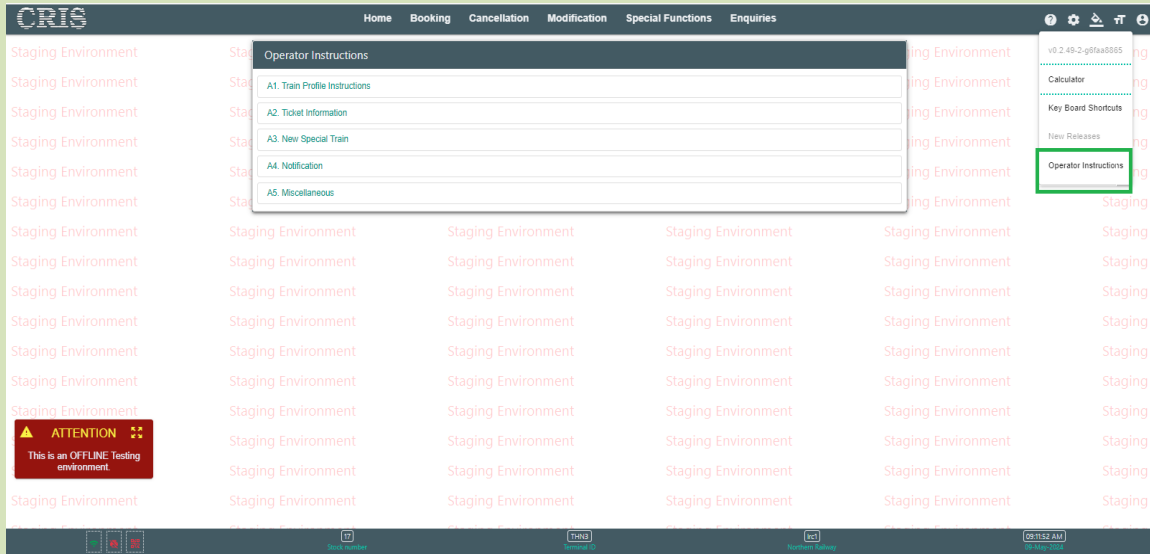 CRIS
Home Booking Cancellation Modification Special Functions Enquiries
v0.2.49-2-g6faa8865
Calculator
Key Board Shortcuts
New Releases
Operator Instructions
Operator Instructions
A1. Train Profile Instructions
A2. Ticket Information
A3. New Special Train
A4. Notification
A5. Miscellaneous
Staging Environment
ATTENTION
This is an OFFLINE Testing
environment.
17
Stock number
THN3
Terminal ID
Northern Railway
09:11:52 AM
09-May-2024